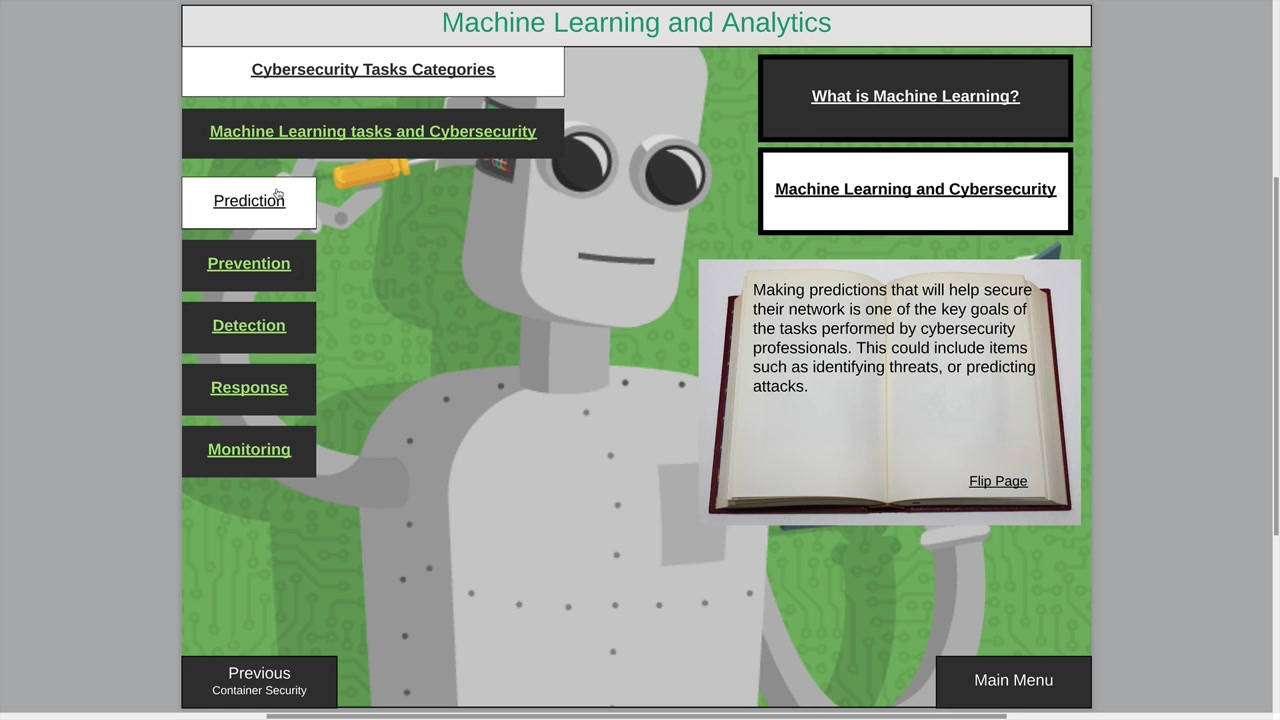 Machine Learning and Analytics
Cybersecurity Tasks Categories
Machine Learning tasks and Cybersecurity
Prediction
Prevention
Detection
Response
Monitoring
What is Machine Learning?
Machine Learning and Cybersecurity
Making predictions that will help secure
their network is one of the key goals of
the tasks performed by cybersecurity
professionals. This could include items
such as identifying threats, or predicting
attacks.
Flip Page
Previous
Container Security
Main Menu